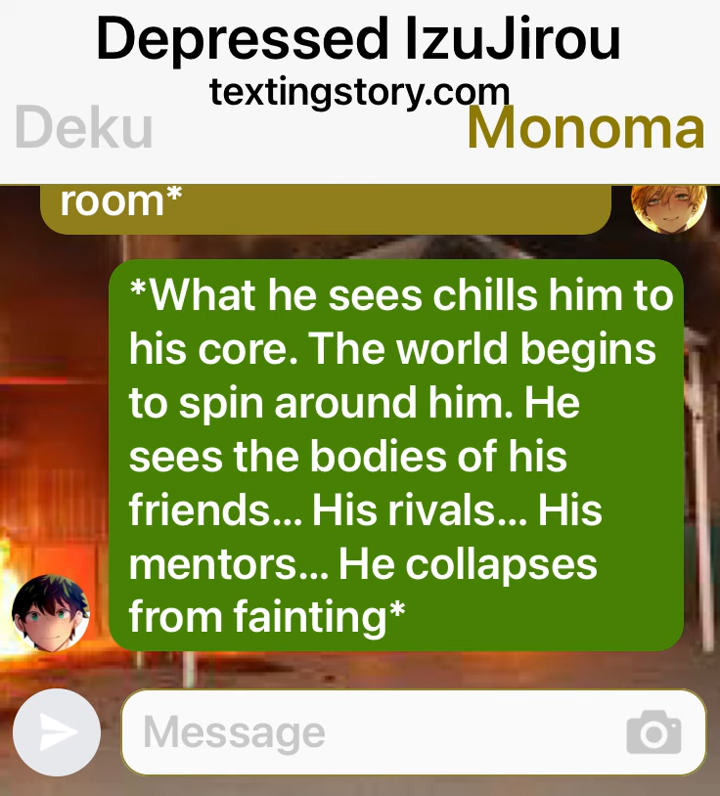 Depressed IzuJirou
textingstory.com
Deku
Monoma
room*
*What he sees chills him to
his core. The world begins
to spin around him. He
sees the bodies of his
friends... His rivals... His
mentors... He collapses
from fainting*
Message